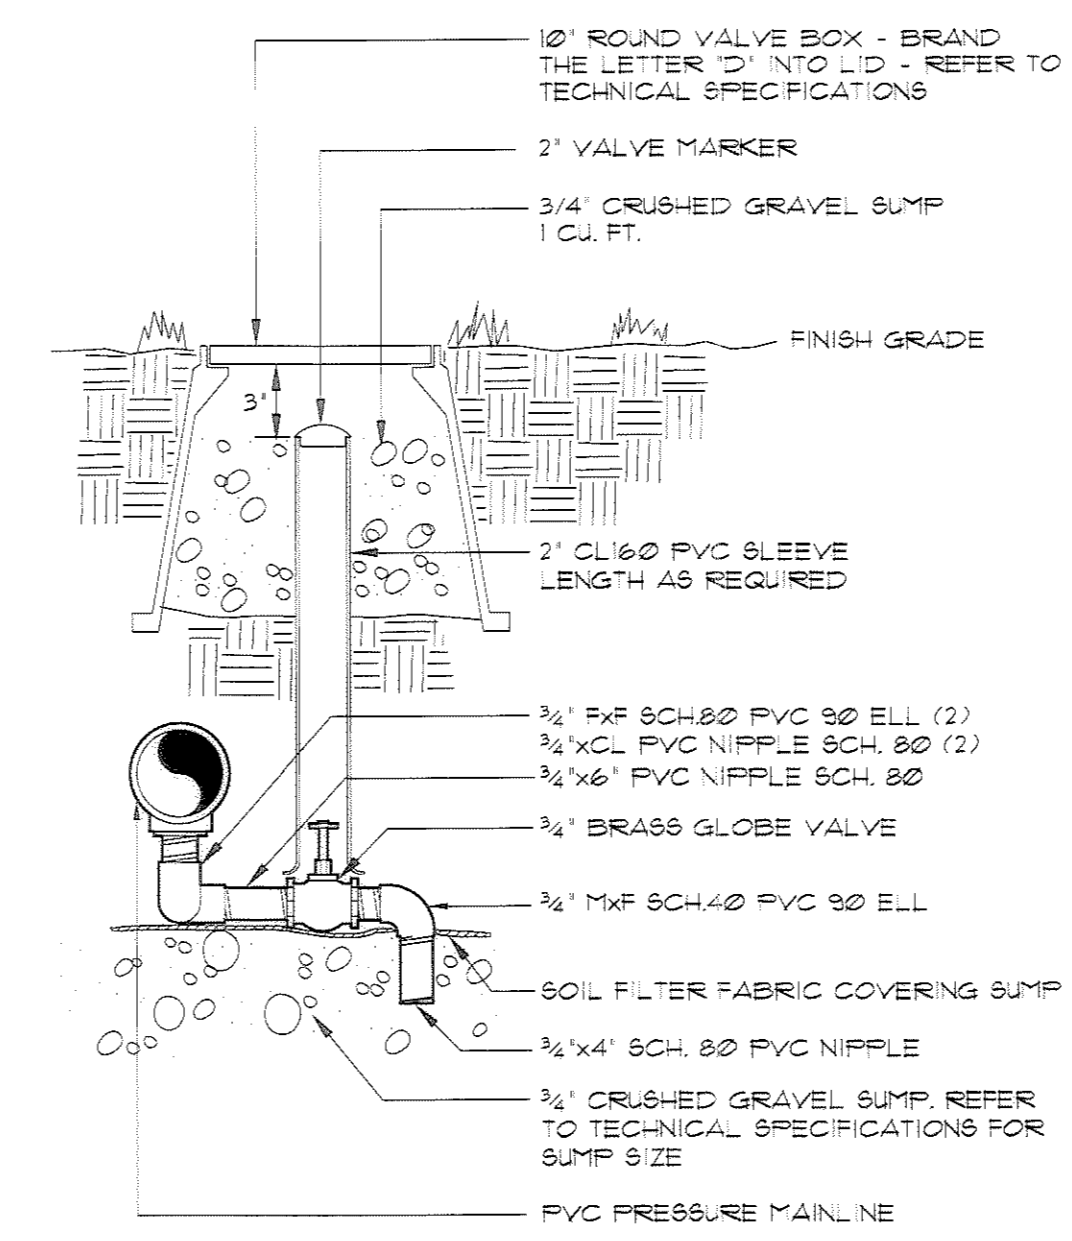 10" ROUND VALVE BOX - BRAND
THE LETTER "D" INTO LID - REFER TO
TECHNICAL SPECIFICATIONS
2" VALVE MARKER
3/4" CRUSHED GRAVEL SUMP
1 CU. FT.
FINISH GRADE
3"
2" CL160 PVC SLEEVE
LENGTH AS REQUIRED
3/4" FxF SCH.80 PVC 90 ELL (2)
3/4"xCL PVC NIPPLE SCH. 80 (2)
3/4"x6" PVC NIPPLE SCH. 80
3/4" BRASS GLOBE VALVE
3/4" MxF SCH.40 PVC 90 ELL
SOIL FILTER FABRIC COVERING SUMP
3/4"x4" SCH. 80 PVC NIPPLE
3/4" CRUSHED GRAVEL SUMP. REFER
TO TECHNICAL SPECIFICATIONS FOR
SUMP SIZE
PVC PRESSURE MAINLINE